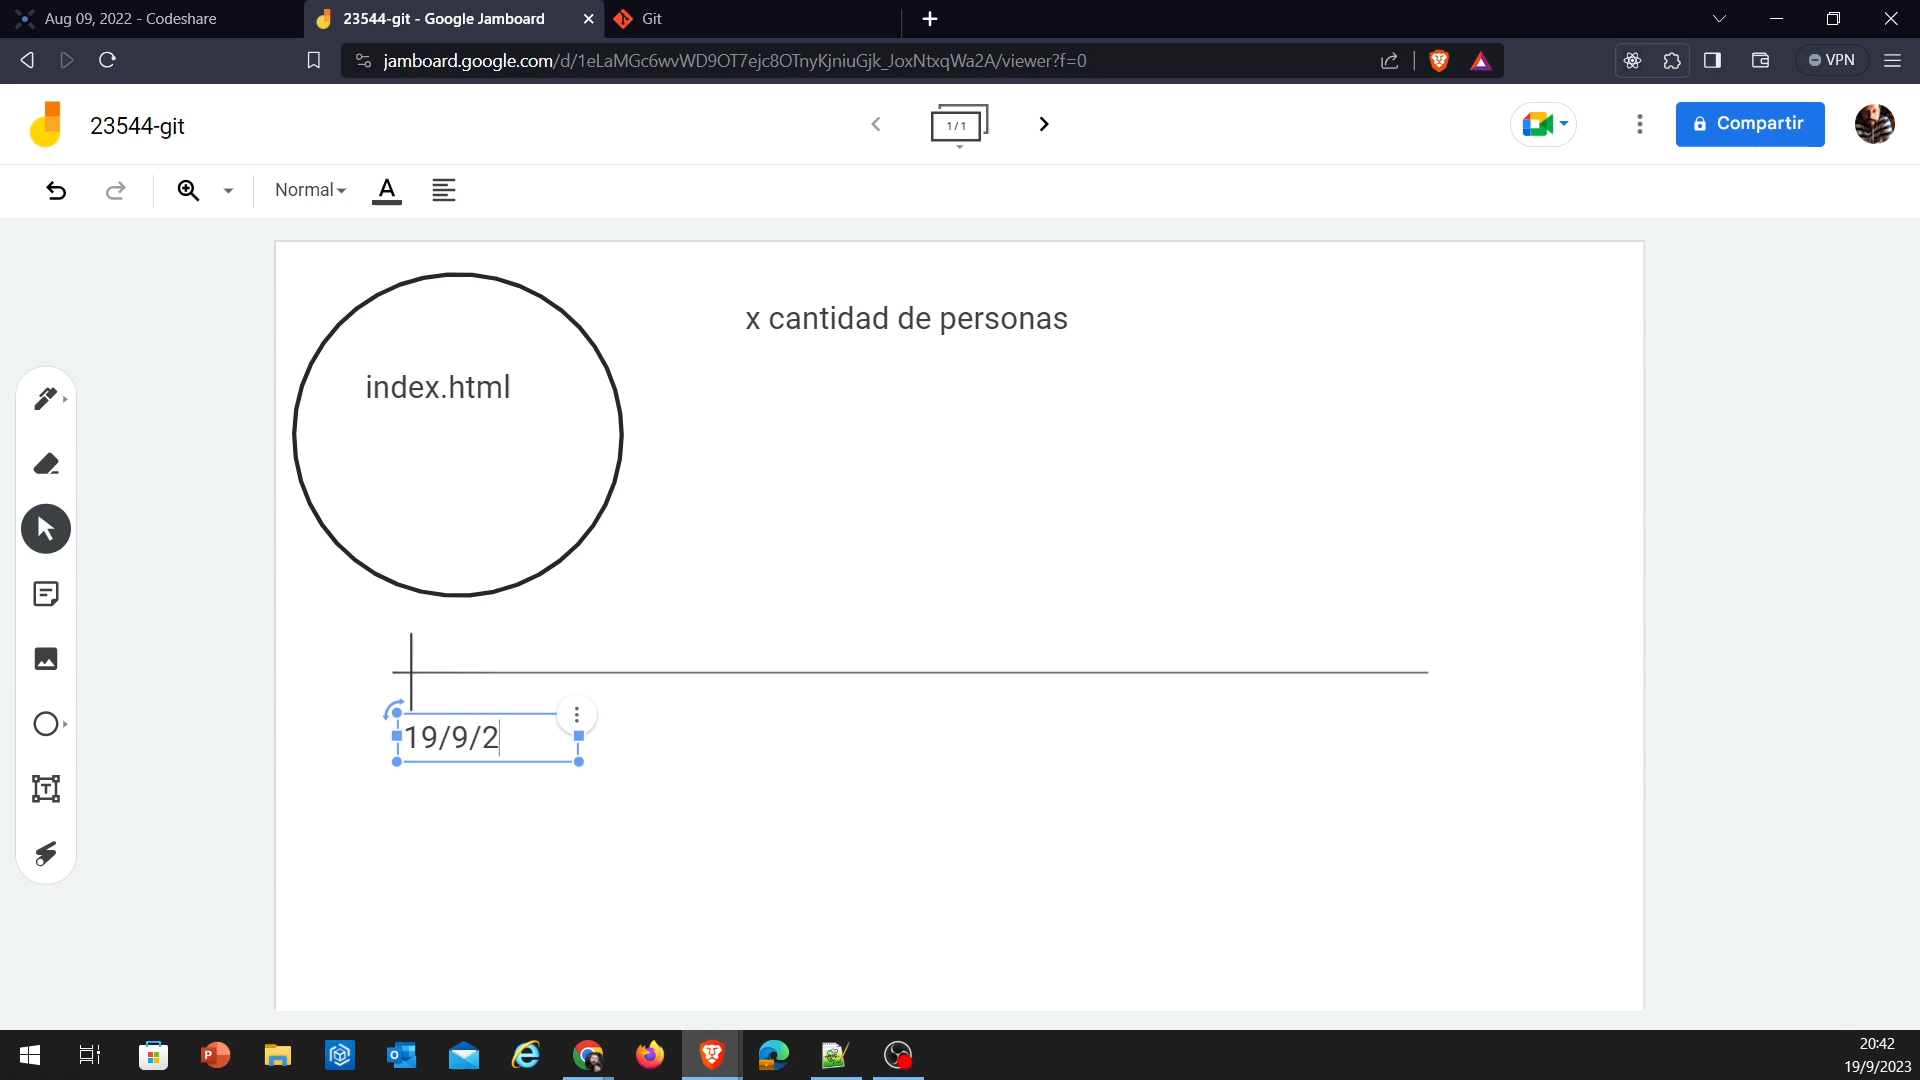 Aug 09, 2022 - Codeshare
23544-git - Google Jamboard
Git
jamboard.google.com/d/1eLaMGc6wvWD9OT7ejc8OTnyKjniuGjk_JoxNtxqWa2A/viewer?f=0
VPN
23544-git
1 / 1
Compartir
Normal
A
x cantidad de personas
index.html
19/9/2
20:42
19/9/2023